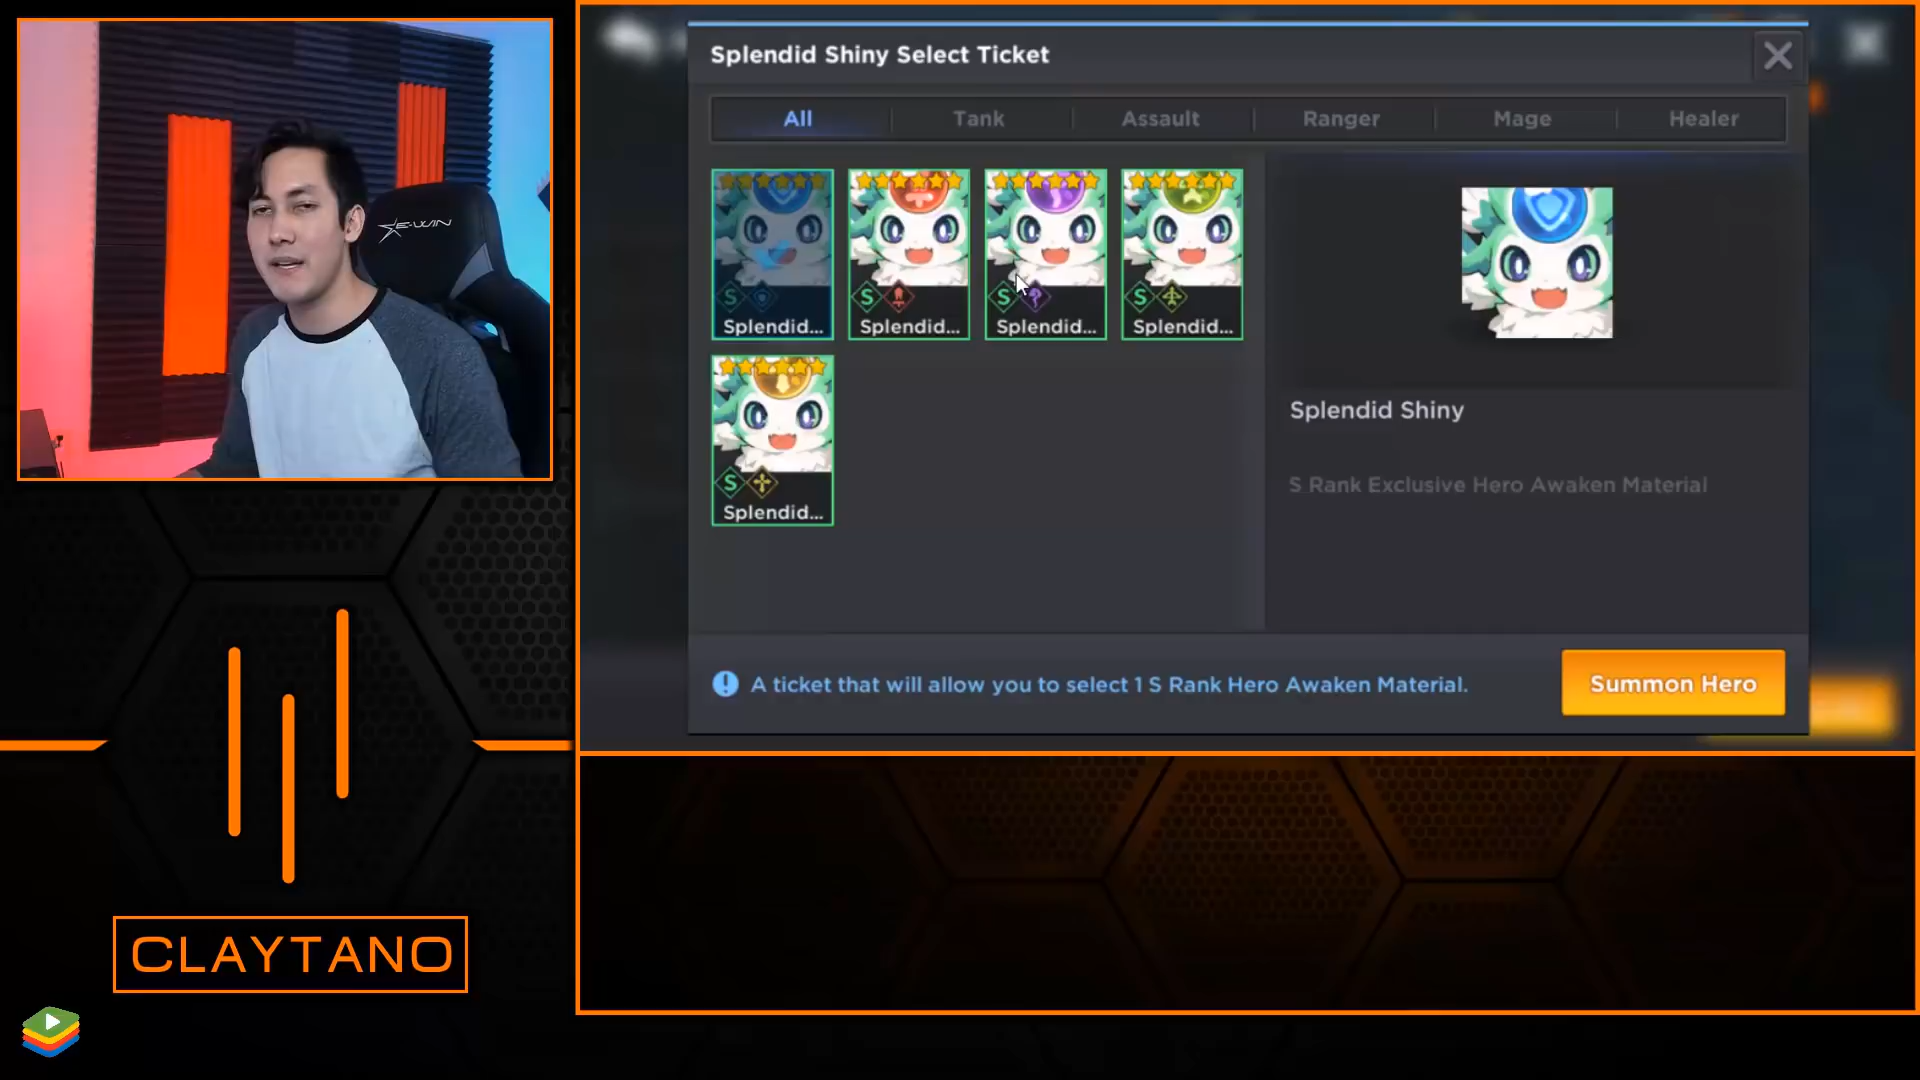 Splendid Shiny Select Ticket
All Tank Assault Ranger Mage Healer
E-WIN
S
S
S
S
Splendid... Splendid... Splendid... Splendid...
S
Splendid...
Splendid Shiny
S Rank Exclusive Hero Awaken Material
A ticket that will allow you to select 1 S Rank Hero Awaken Material.
Summon Hero
CLAYTANO